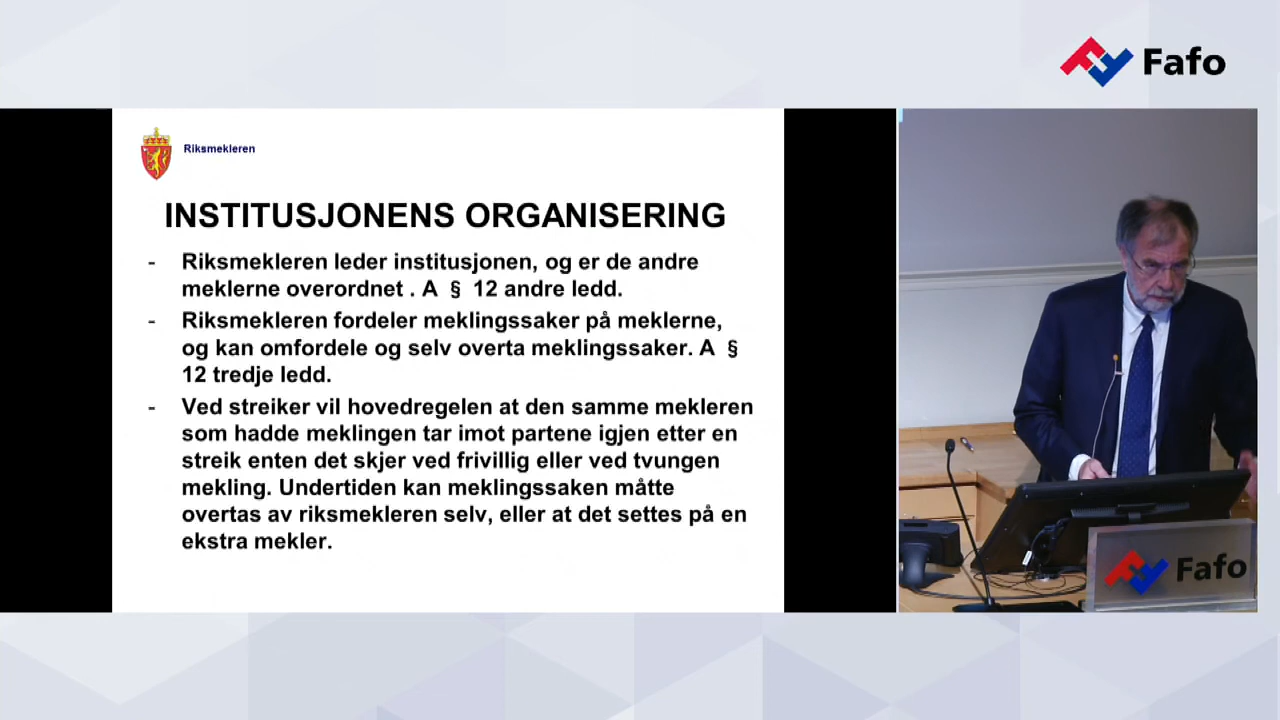 Fafo
Riksmekleren
INSTITUSJONENS ORGANISERING
- Riksmekleren leder institusjonen, og er de andre
meklerne overordnet . A § 12 andre ledd.
- Riksmekleren fordeler meklingssaker på meklerne,
og kan omfordele og selv overta meklingssaker. A §
12 tredje ledd.
- Ved streiker vil hovedregelen at den samme mekleren
som hadde meklingen tar imot partene igjen etter en
streik enten det skjer ved frivillig eller ved tvungen
mekling. Undertiden kan meklingssaken måtte
overtas av riksmekleren selv, eller at det settes på en
ekstra mekler.
Fafo